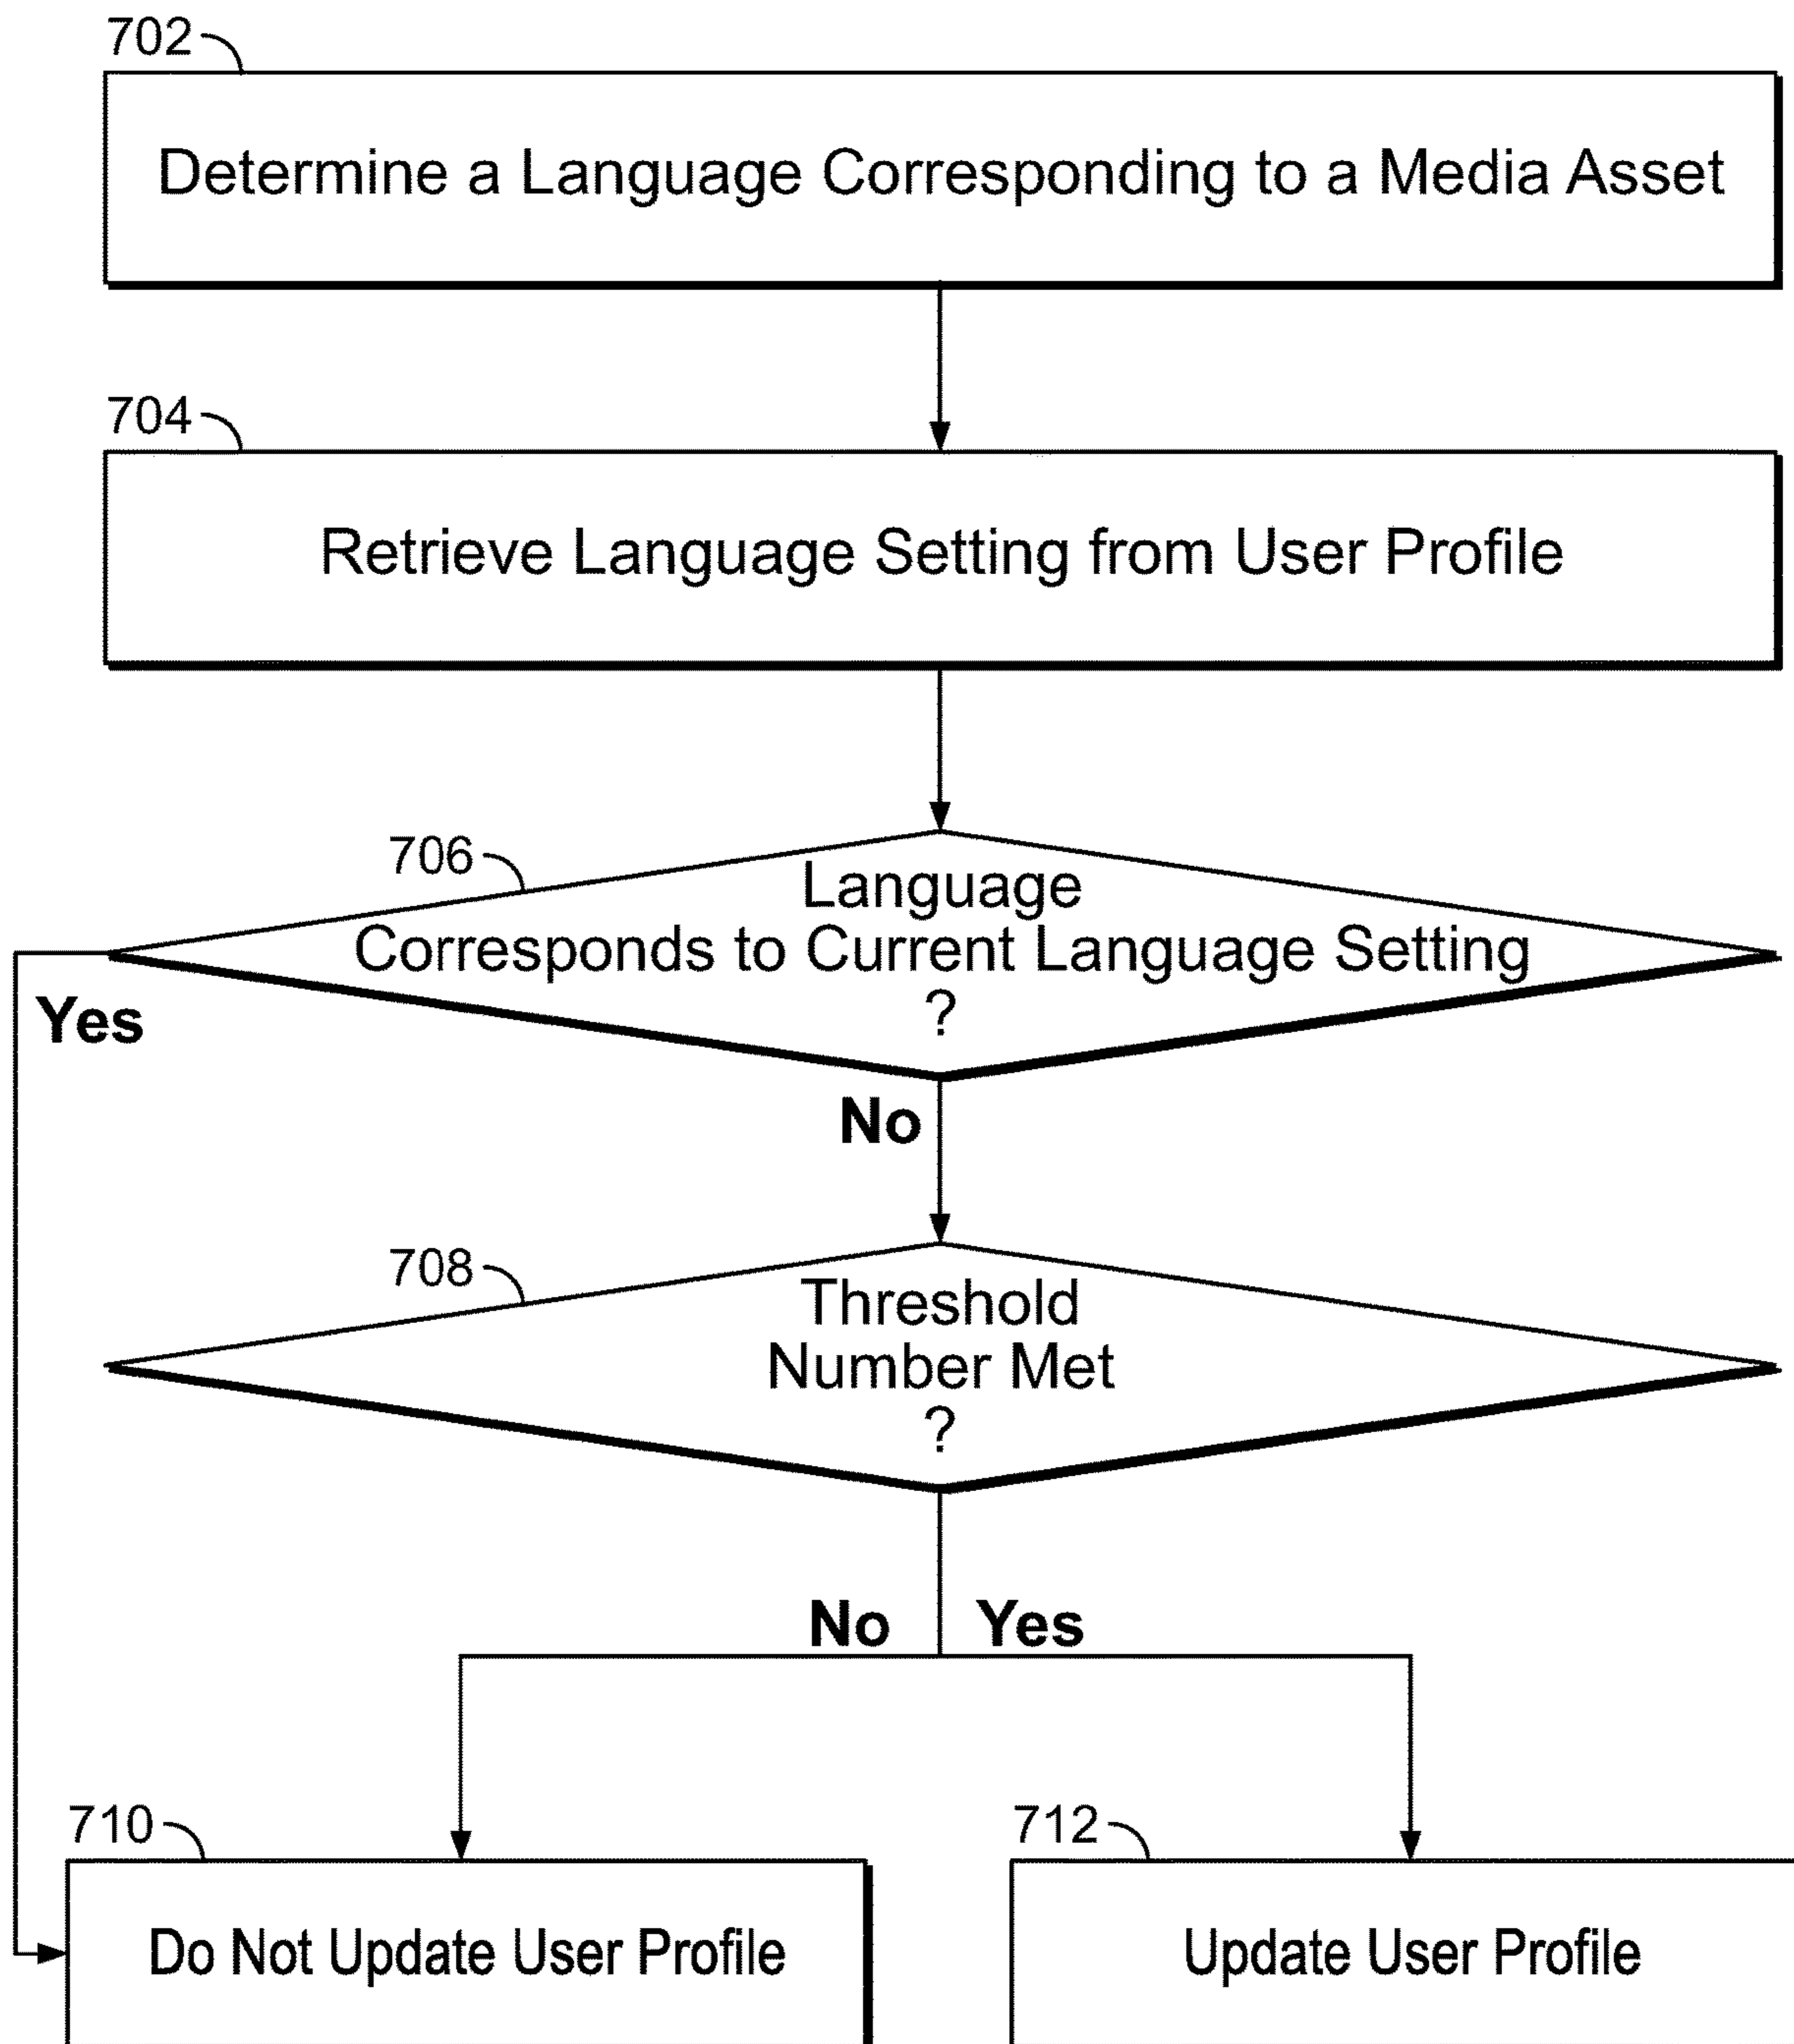 702
Determine a Language Corresponding to a Media Asset
704
Retrieve Language Setting from User Profile
706
Language
Corresponds to Current Language Setting
?
Yes
No
708
Threshold
Number Met
?
No Yes
710
712
Do Not Update User Profile
Update User Profile